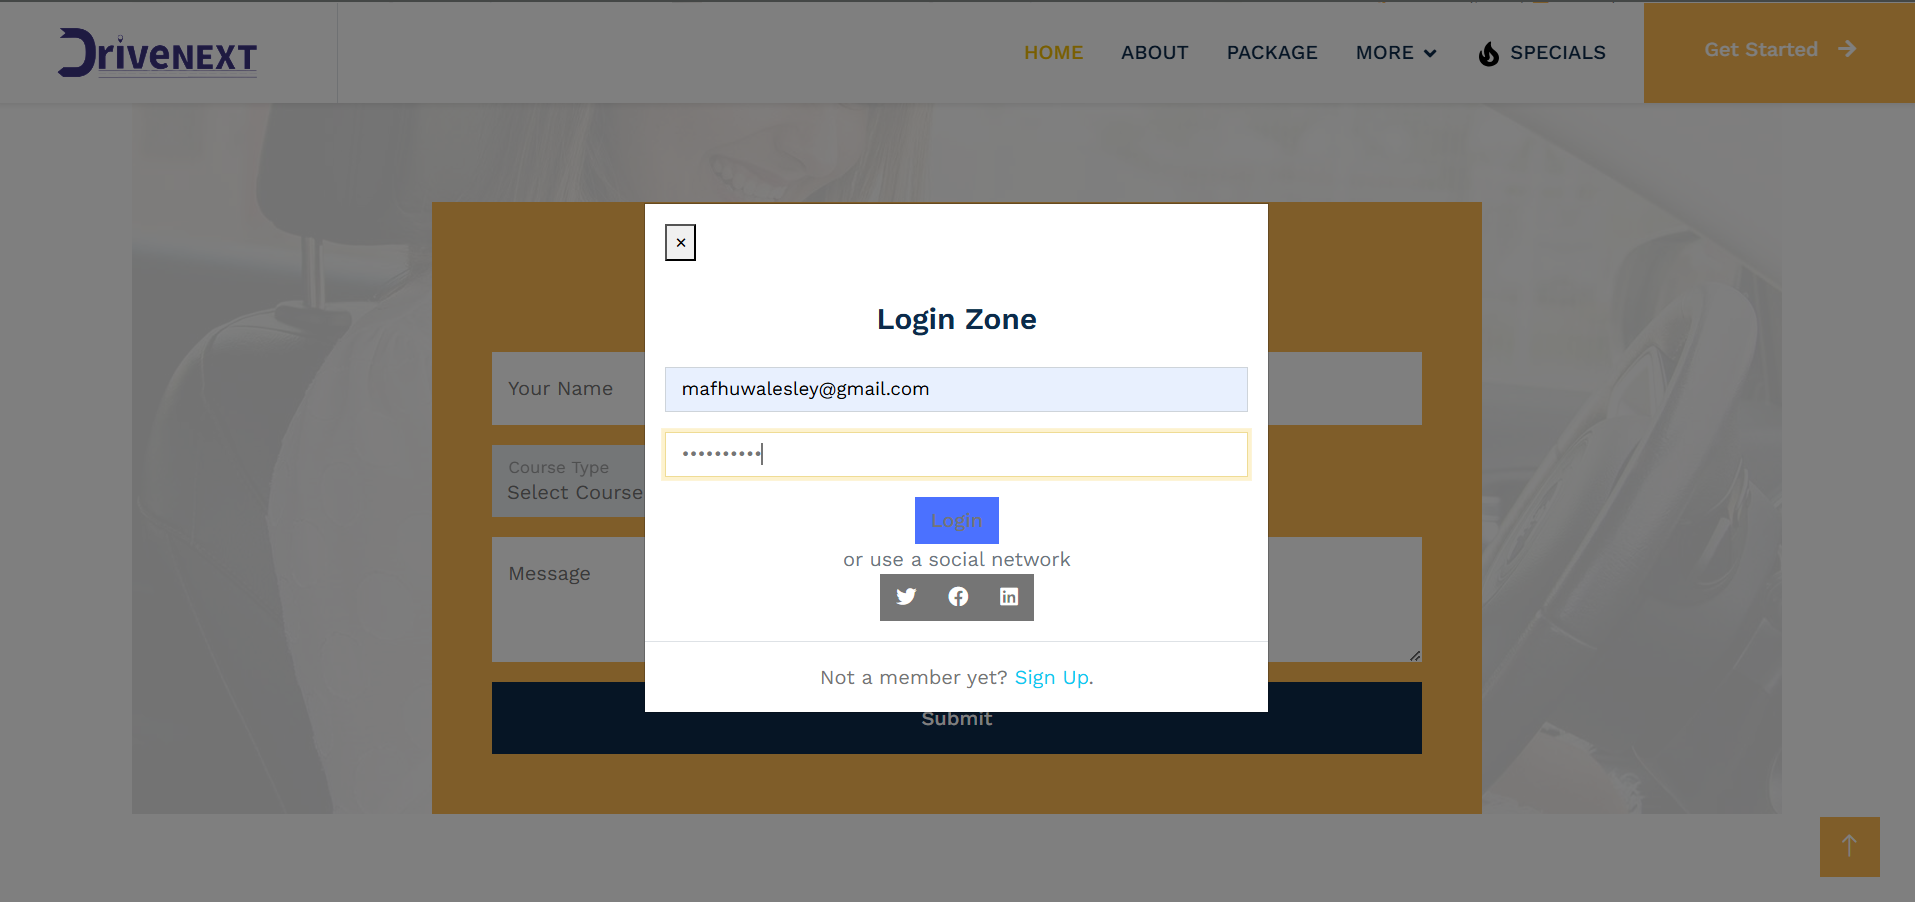 DriveNEXT
HOME ABOUT PACKAGE MORE SPECIALS Get Started
×
Login Zone
Your Name
mafhuwalesley@gmail.com
••••••••••
Course Type
Select Course
Login
or use a social network
Message
Not a member yet? Sign Up.
Submit